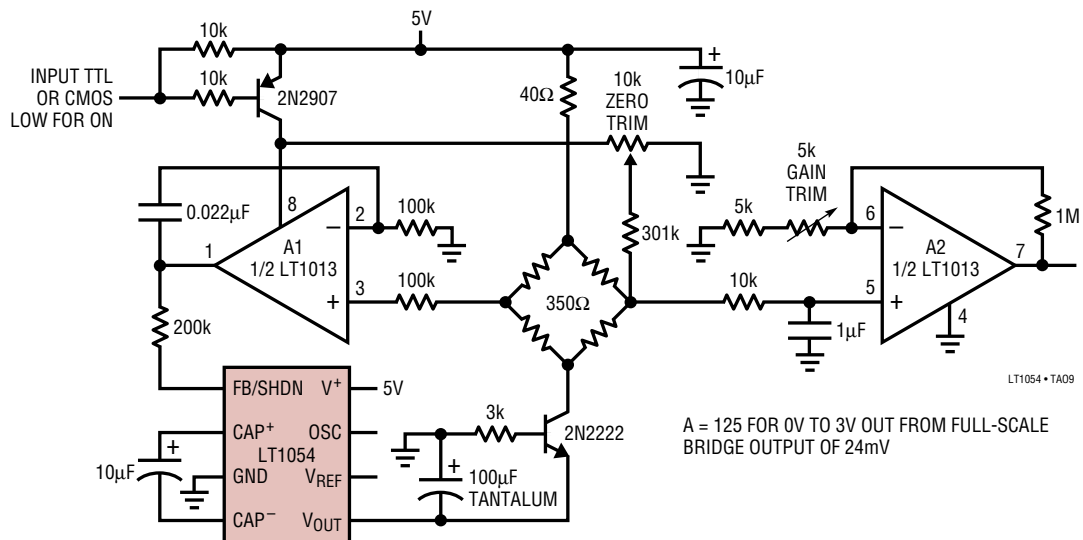 5V
10k
10k
INPUT TTL
OR CMOS
LOW FOR ON
2N2907
40Ω
10k
ZERO
TRIM
+
10µF
5k
GAIN
TRIM
0.022µF
8
2
–
100k
5k
6
–
1M
1
A1
1/2 LT1013
301k
A2
1/2 LT1013
7
3
+
100k
350Ω
10k
5
+
4
1µF
200k
LT1054 • TA09
FB/SHDN
V+
5V
CAP+
OSC
LT1054
+
10µF
GND
VREF
CAP–
VOUT
3k
2N2222
+
100µF
TANTALUM
A = 125 FOR 0V TO 3V OUT FROM FULL-SCALE
BRIDGE OUTPUT OF 24mV